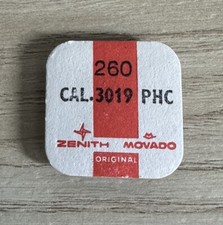 260
CAL.3019 PHC
ZENITH MOVADO
ORIGINAL